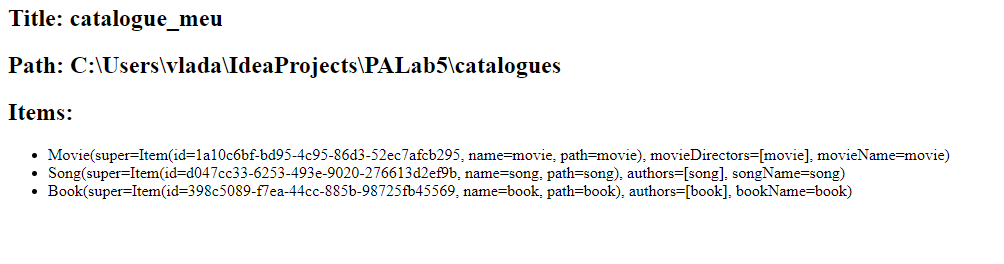 Title: catalogue_meu
Path: C:\Users\vlada\IdeaProjects\PALab5\catalogues
Items:
• Movie(super=Item(id=1a10c6bf-bd95-4c95-86d3-52ec7afcb295, name=movie, path=movie), movieDirectors=[movie], movieName=movie)
• Song(super=Item(id=d047cc33-6253-493e-9020-276613d2ef9b, name=song, path=song), authors=[song], songName=song)
• Book(super=Item(id=398c5089-f7ea-44cc-885b-98725fb45569, name=book, path=book), authors=[book], bookName=book)